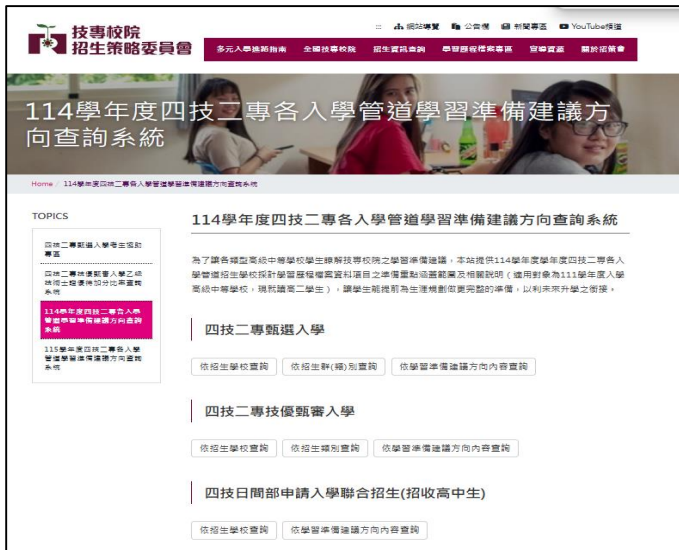 技專校院
招生策略委員會
::: 網站導覽 公告欄 新聞專區 YouTube頻道
多元入學進路指南 全國技專校院 招生資訊查詢 學習歷程檔案專區 宣導資源 關於招策會
114學年度四技二專各入學管道學習準備建議方
向查詢系統
Home / 114學年度四技二專各入學管道學習準備建議方向查詢系統
TOPICS
四技二專甄選入學考生協助
專區
四技二專技優甄審入學乙級
技術士證優待加分比率查詢
系統
114學年度四技二專各入學
管道學習準備建議方向查詢
系統
115學年度四技二專各入學
管道學習準備建議方向查詢
系統
114學年度四技二專各入學管道學習準備建議方向查詢系統
為了讓各類型高級中等學校學生瞭解技專校院之學習準備建議，本站提供114學年度學年度四技二專各入
學管道招生學校採計學習歷程檔案資料項目之準備重點涵蓋範圍及相關說明（適用對象為111學年度入學
高級中等學校，現就讀高二學生），讓學生能提前為生涯規劃做更完整的準備，以利未來升學之銜接。
四技二專甄選入學
依招生學校查詢 依招生群(類)別查詢 依學習準備建議方向內容查詢
四技二專技優甄審入學
依招生學校查詢 依招生類別查詢 依學習準備建議方向內容查詢
四技日間部申請入學聯合招生(招收高中生)
依招生學校查詢 依學習準備建議方向內容查詢